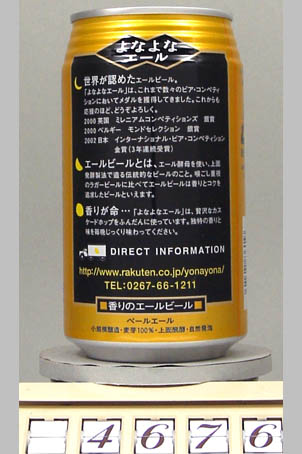 よなよな
エール
世界が認めたエールビール。
「よなよなエール」は、これまで数々のビア・コンペティ
ションにおいてメダルを獲得してきました。これからも
応援のほど、どうぞよろしく。
2000 英国 ミレニアムコンペティションズ 銀賞
2000 ベルギー モンドセレクション 銀賞
2002 日本 インターナショナル・ビア・コンペティション
金賞(3年連続受賞)
エールビールとは、エール酵母を使い、上面
発酵製法で造る伝統的なビールのこと。喉ごし重視
のラガービールに比べてエールビールは香りとコクを
追求したビールといえます。
香りが命…「よなよなエール」は、贅沢なカス
ケードホップをふんだんに使っています。独特の香りと
味を毎晩じっくり味わってください。
DIRECT INFORMATION
http://www.rakuten.co.jp/yonayona/
TEL:0267-66-1211
香りのエールビール
ペールエール
小規模醸造・麦芽100%・上面発酵・自然発泡
4 6 7 6